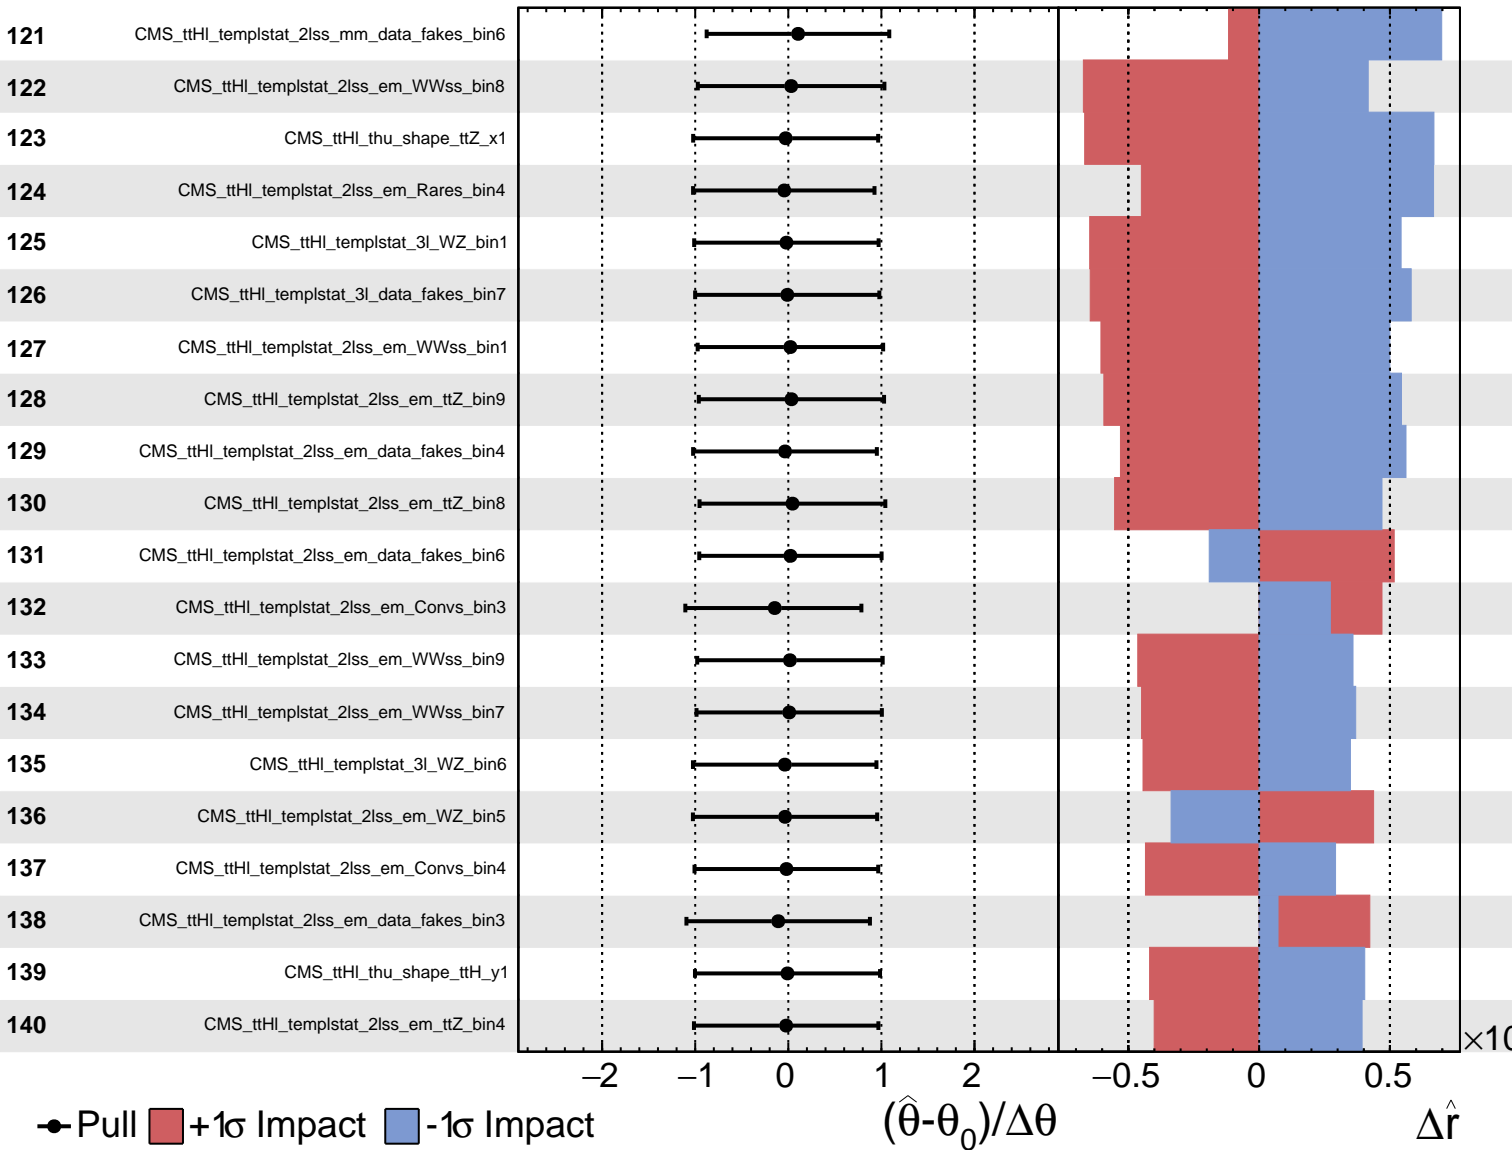 121 CMS_ttHl_templstat_2lss_mm_data_fakes_bin6
122 CMS_ttHl_templstat_2lss_em_WWss_bin8
123 CMS_ttHl_thu_shape_ttZ_x1
124 CMS_ttHl_templstat_2lss_em_Rares_bin4
125 CMS_ttHl_templstat_3l_WZ_bin1
126 CMS_ttHl_templstat_3l_data_fakes_bin7
127 CMS_ttHl_templstat_2lss_em_WWss_bin1
128 CMS_ttHl_templstat_2lss_em_ttZ_bin9
129 CMS_ttHl_templstat_2lss_em_data_fakes_bin4
130 CMS_ttHl_templstat_2lss_em_ttZ_bin8
131 CMS_ttHl_templstat_2lss_em_data_fakes_bin6
132 CMS_ttHl_templstat_2lss_em_Convs_bin3
133 CMS_ttHl_templstat_2lss_em_WWss_bin9
134 CMS_ttHl_templstat_2lss_em_WWss_bin7
135 CMS_ttHl_templstat_3l_WZ_bin6
136 CMS_ttHl_templstat_2lss_em_WZ_bin5
137 CMS_ttHl_templstat_2lss_em_Convs_bin4
138 CMS_ttHl_templstat_2lss_em_data_fakes_bin3
139 CMS_ttHl_thu_shape_ttH_y1
140 CMS_ttHl_templstat_2lss_em_ttZ_bin4
−2 −1 0 1 2 −0.5 0 0.5
Pull +1σ Impact -1σ Impact (θ̂-θ₀)/Δθ Δr̂